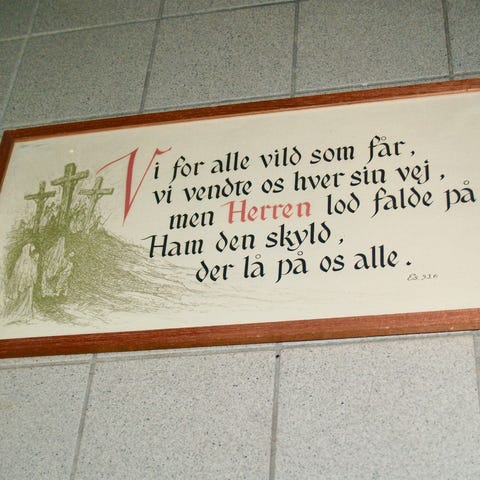 Vi for alle vild som får,
vi vendte os hver sin vej,
men Herren lod falde på
Ham den skyld,
der lå på os alle.
Es. 53.6